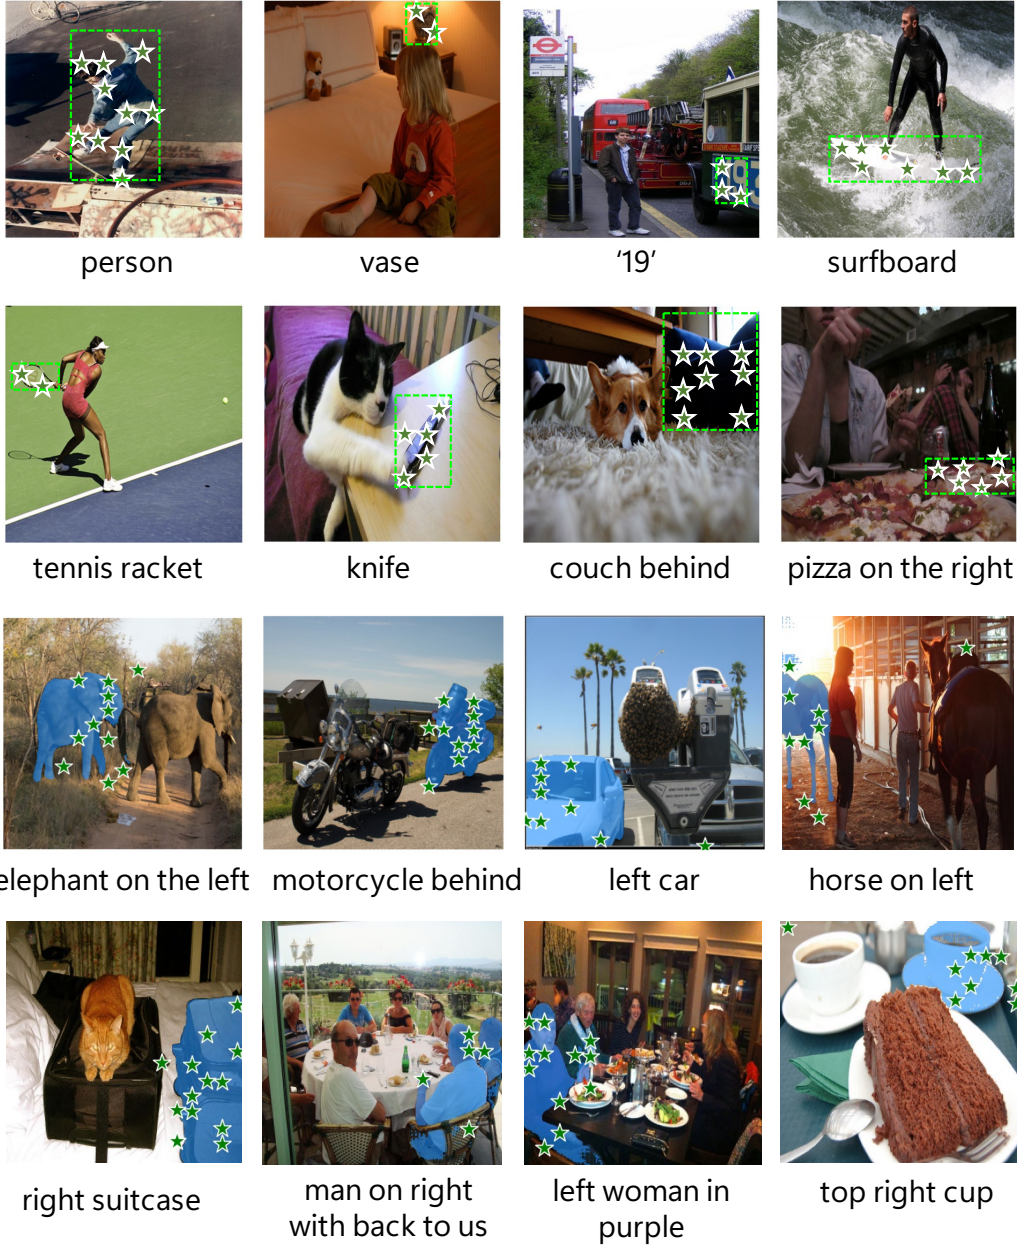 person
vase
'19'
surfboard
tennis racket
knife
couch behind
pizza on the right
elephant on the left
motorcycle behind
left car
horse on left
right suitcase
man on right
with back to us
left woman in
purple
top right cup